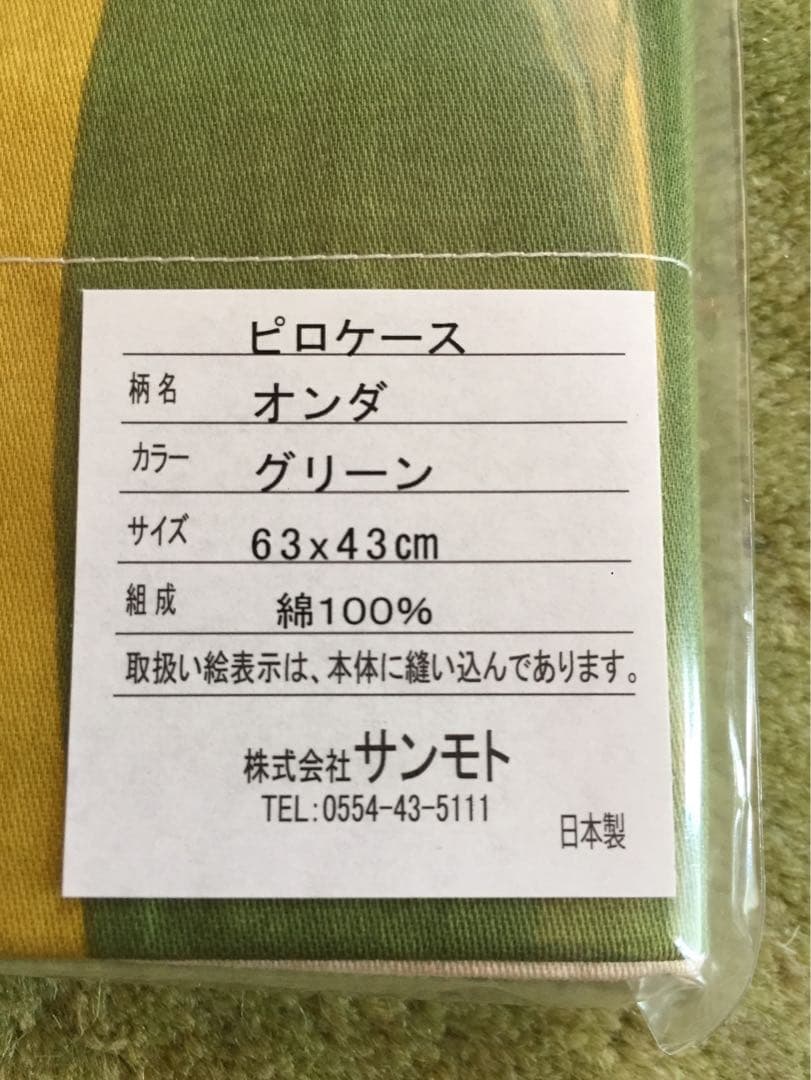 ピロケース
柄名 オンダ
カラー グリーン
サイズ 63x43cm
組成 綿100%
取扱い絵表示は、本体に縫い込んであります。
株式会社サンモト
TEL:0554-43-5111
日本製